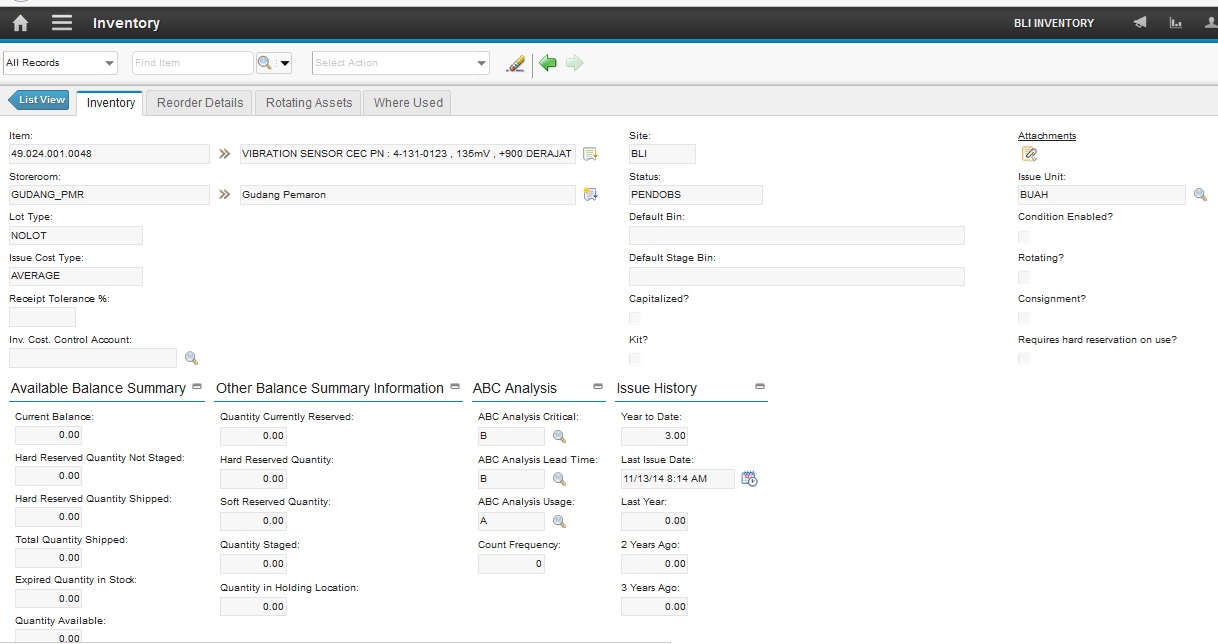 Inventory
BLI INVENTORY
All Records
Find Item
Select Action
List View
Inventory
Reorder Details
Rotating Assets
Where Used
Item:
49.024.001.0048
VIBRATION SENSOR CEC PN : 4-131-0123 , 135mV , +900 DERAJAT
Site:
BLI
Attachments
Storeroom:
GUDANG_PMR
Gudang Pemaron
Status:
PENDOBS
Issue Unit:
BUAH
Lot Type:
NOLOT
Default Bin:
Condition Enabled?
Issue Cost Type:
AVERAGE
Default Stage Bin:
Rotating?
Receipt Tolerance %:
Capitalized?
Consignment?
Inv. Cost. Control Account:
Kit?
Requires hard reservation on use?
Available Balance Summary
Current Balance:
0.00
Hard Reserved Quantity Not Staged:
0.00
Hard Reserved Quantity Shipped:
0.00
Total Quantity Shipped:
0.00
Expired Quantity in Stock:
0.00
Quantity Available:
0.00
Other Balance Summary Information
Quantity Currently Reserved:
0.00
Hard Reserved Quantity:
0.00
Soft Reserved Quantity:
0.00
Quantity Staged:
0.00
Quantity in Holding Location:
0.00
ABC Analysis
ABC Analysis Critical:
B
ABC Analysis Lead Time:
B
ABC Analysis Usage:
A
Count Frequency:
0
Issue History
Year to Date:
3.00
Last Issue Date:
11/13/14 8:14 AM
Last Year:
0.00
2 Years Ago:
0.00
3 Years Ago:
0.00